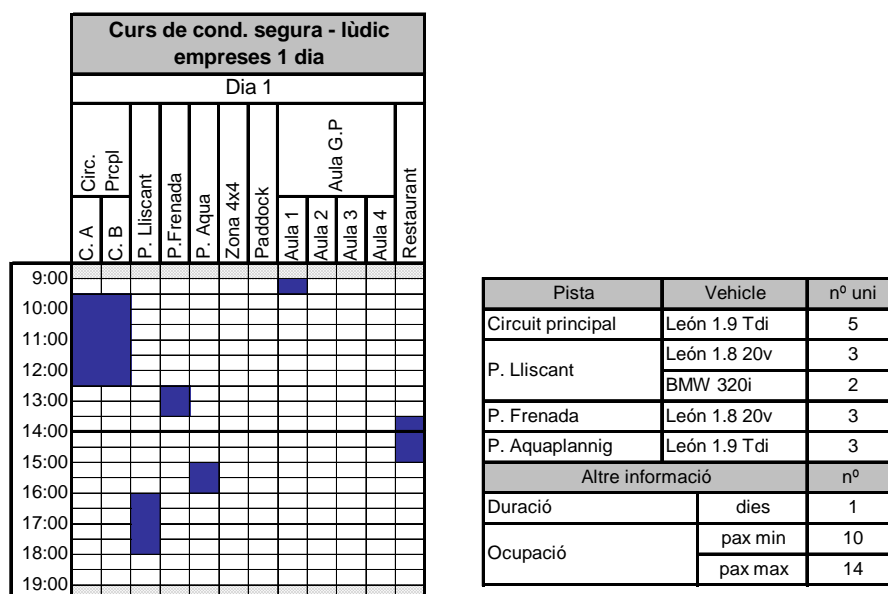 Curs de cond. segura - lùdic
empreses 1 dia
Dia 1
Circ.
Prcpl
P. Lliscant
P.Frenada
P. Aqua
Zona 4x4
Paddock
Aula G.P
Restaurant
C. A
C. B
Aula 1
Aula 2
Aula 3
Aula 4
9:00
10:00
11:00
12:00
13:00
14:00
15:00
16:00
17:00
18:00
19:00
Pista Vehicle nº uni
Circuit principal León 1.9 Tdi 5
P. Lliscant León 1.8 20v 3
BMW 320i 2
P. Frenada León 1.8 20v 3
P. Aquaplannig León 1.9 Tdi 3
Altre informació nº
Duració dies 1
Ocupació pax min 10
pax max 14